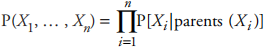 P(X₁, … , Xₙ) = ∏ᵢ₌₁ⁿ P[Xᵢ|parents (Xᵢ)]